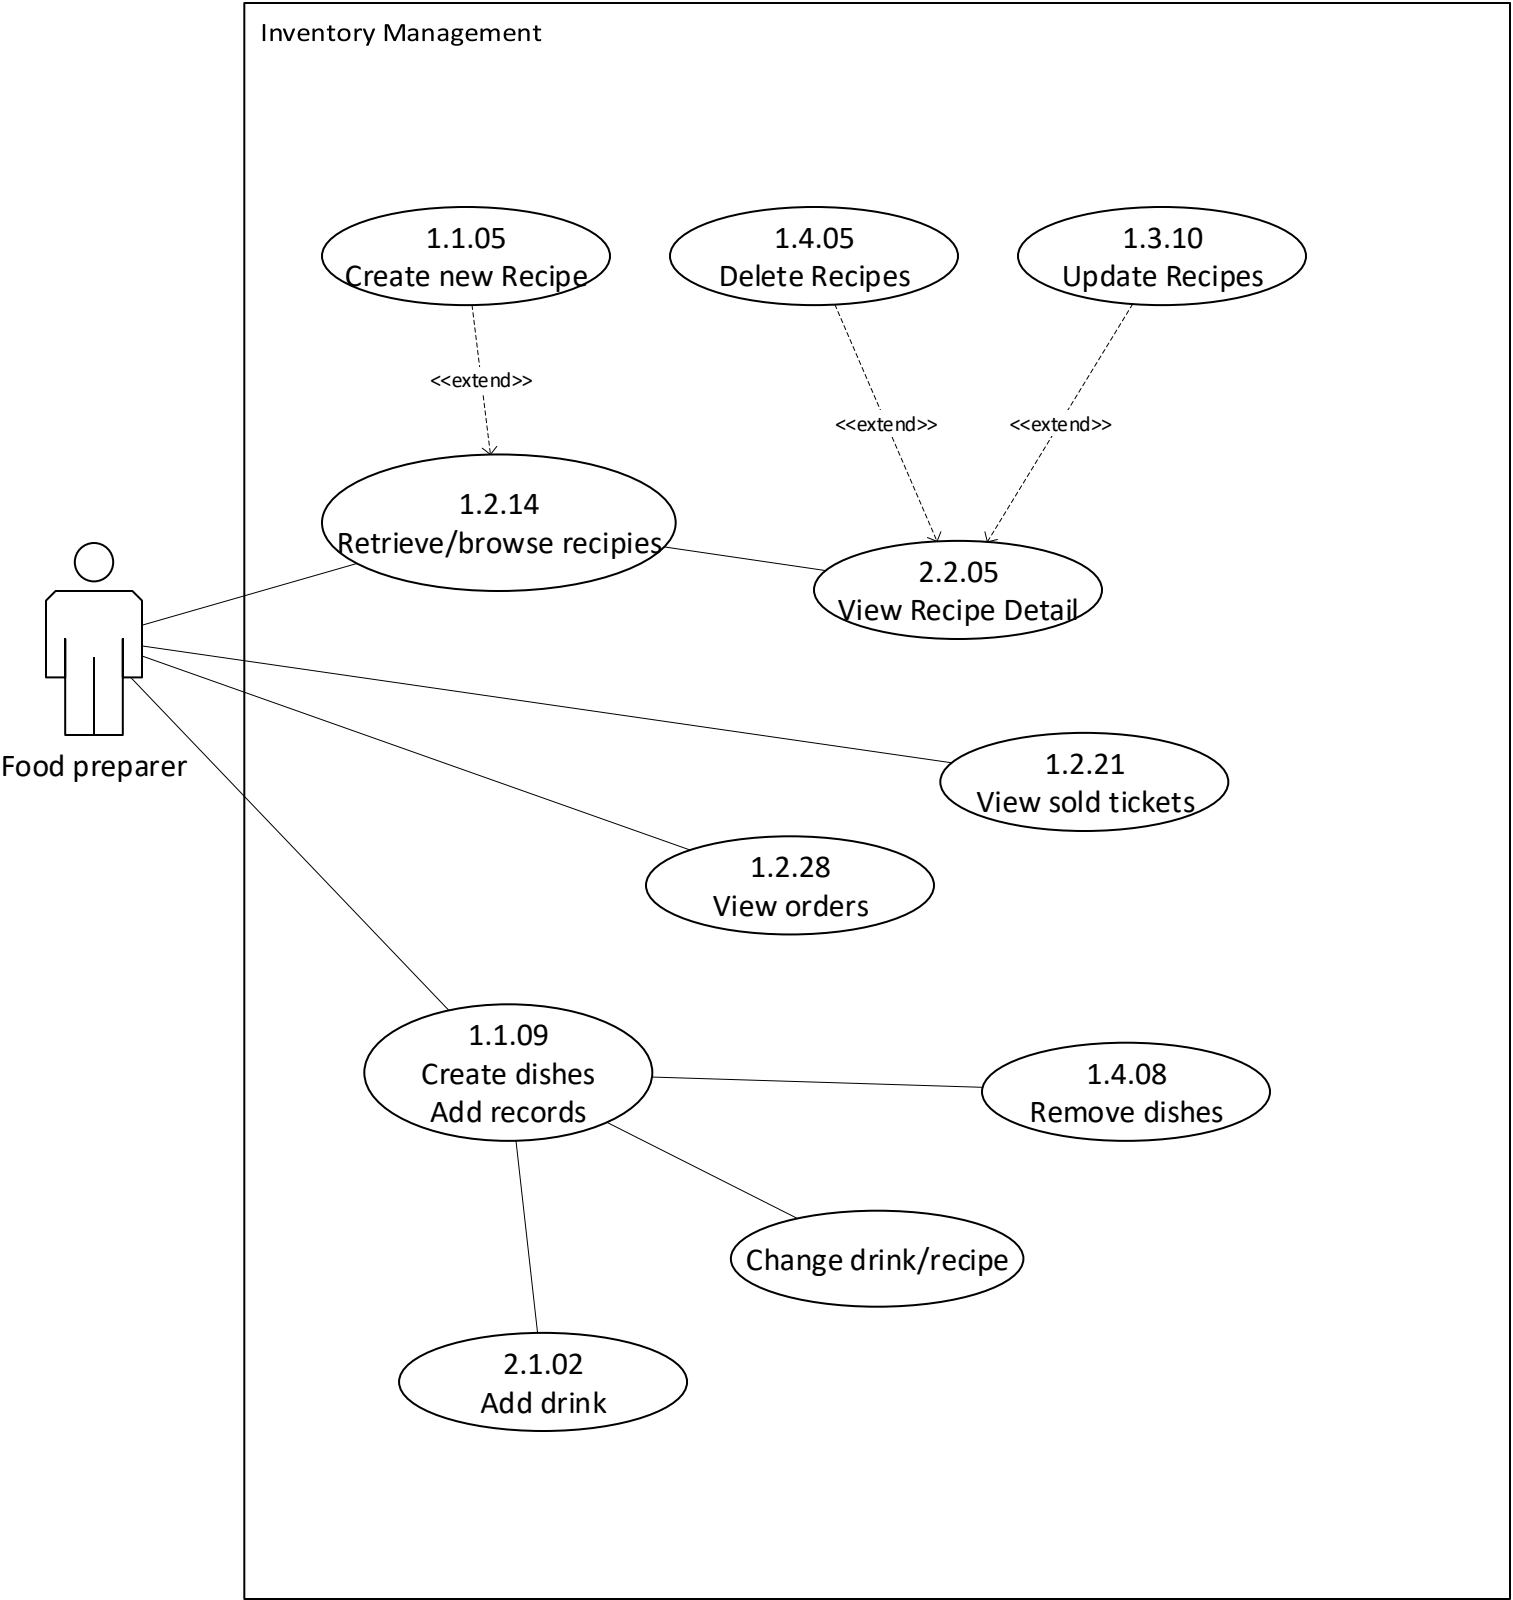 Inventory Management
1.1.05
Create new Recipe
1.4.05
Delete Recipes
1.3.10
Update Recipes
<<extend>>
<<extend>>
<<extend>>
1.2.14
Retrieve/browse recipies
2.2.05
View Recipe Detail
Food preparer
1.2.21
View sold tickets
1.2.28
View orders
1.1.09
Create dishes
Add records
1.4.08
Remove dishes
Change drink/recipe
2.1.02
Add drink